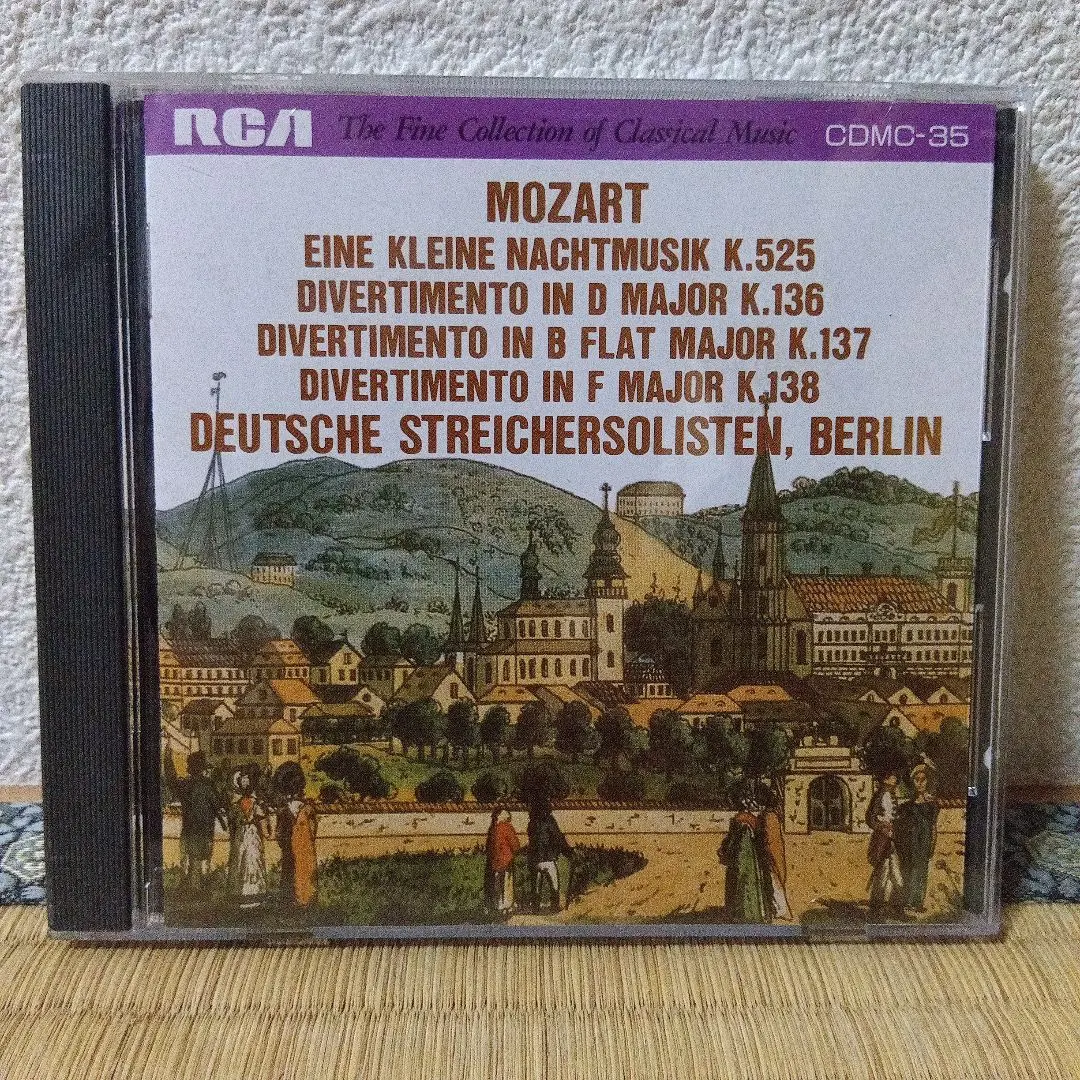 RCA The Fine Collection of Classical Music CDMC-35
MOZART
EINE KLEINE NACHTMUSIK K.525
DIVERTIMENTO IN D MAJOR K.136
DIVERTIMENTO IN B FLAT MAJOR K.137
DIVERTIMENTO IN F MAJOR K.138
DEUTSCHE STREICHERSOLISTEN, BERLIN